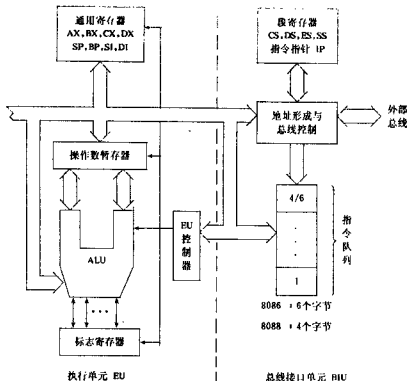 通用寄存器
AX, BX, CX, DX
SP, BP, SI, DI
段寄存器
CS, DS, ES, SS
指令指针 IP
地址形成与
总线控制
外部
总线
操作数暂存器
ALU
EU
控
制
器
4/6
1
指
令
队
列
8086 : 6个字节
8088 : 4个字节
标志寄存器
执行单元 EU
总线接口单元 BIU